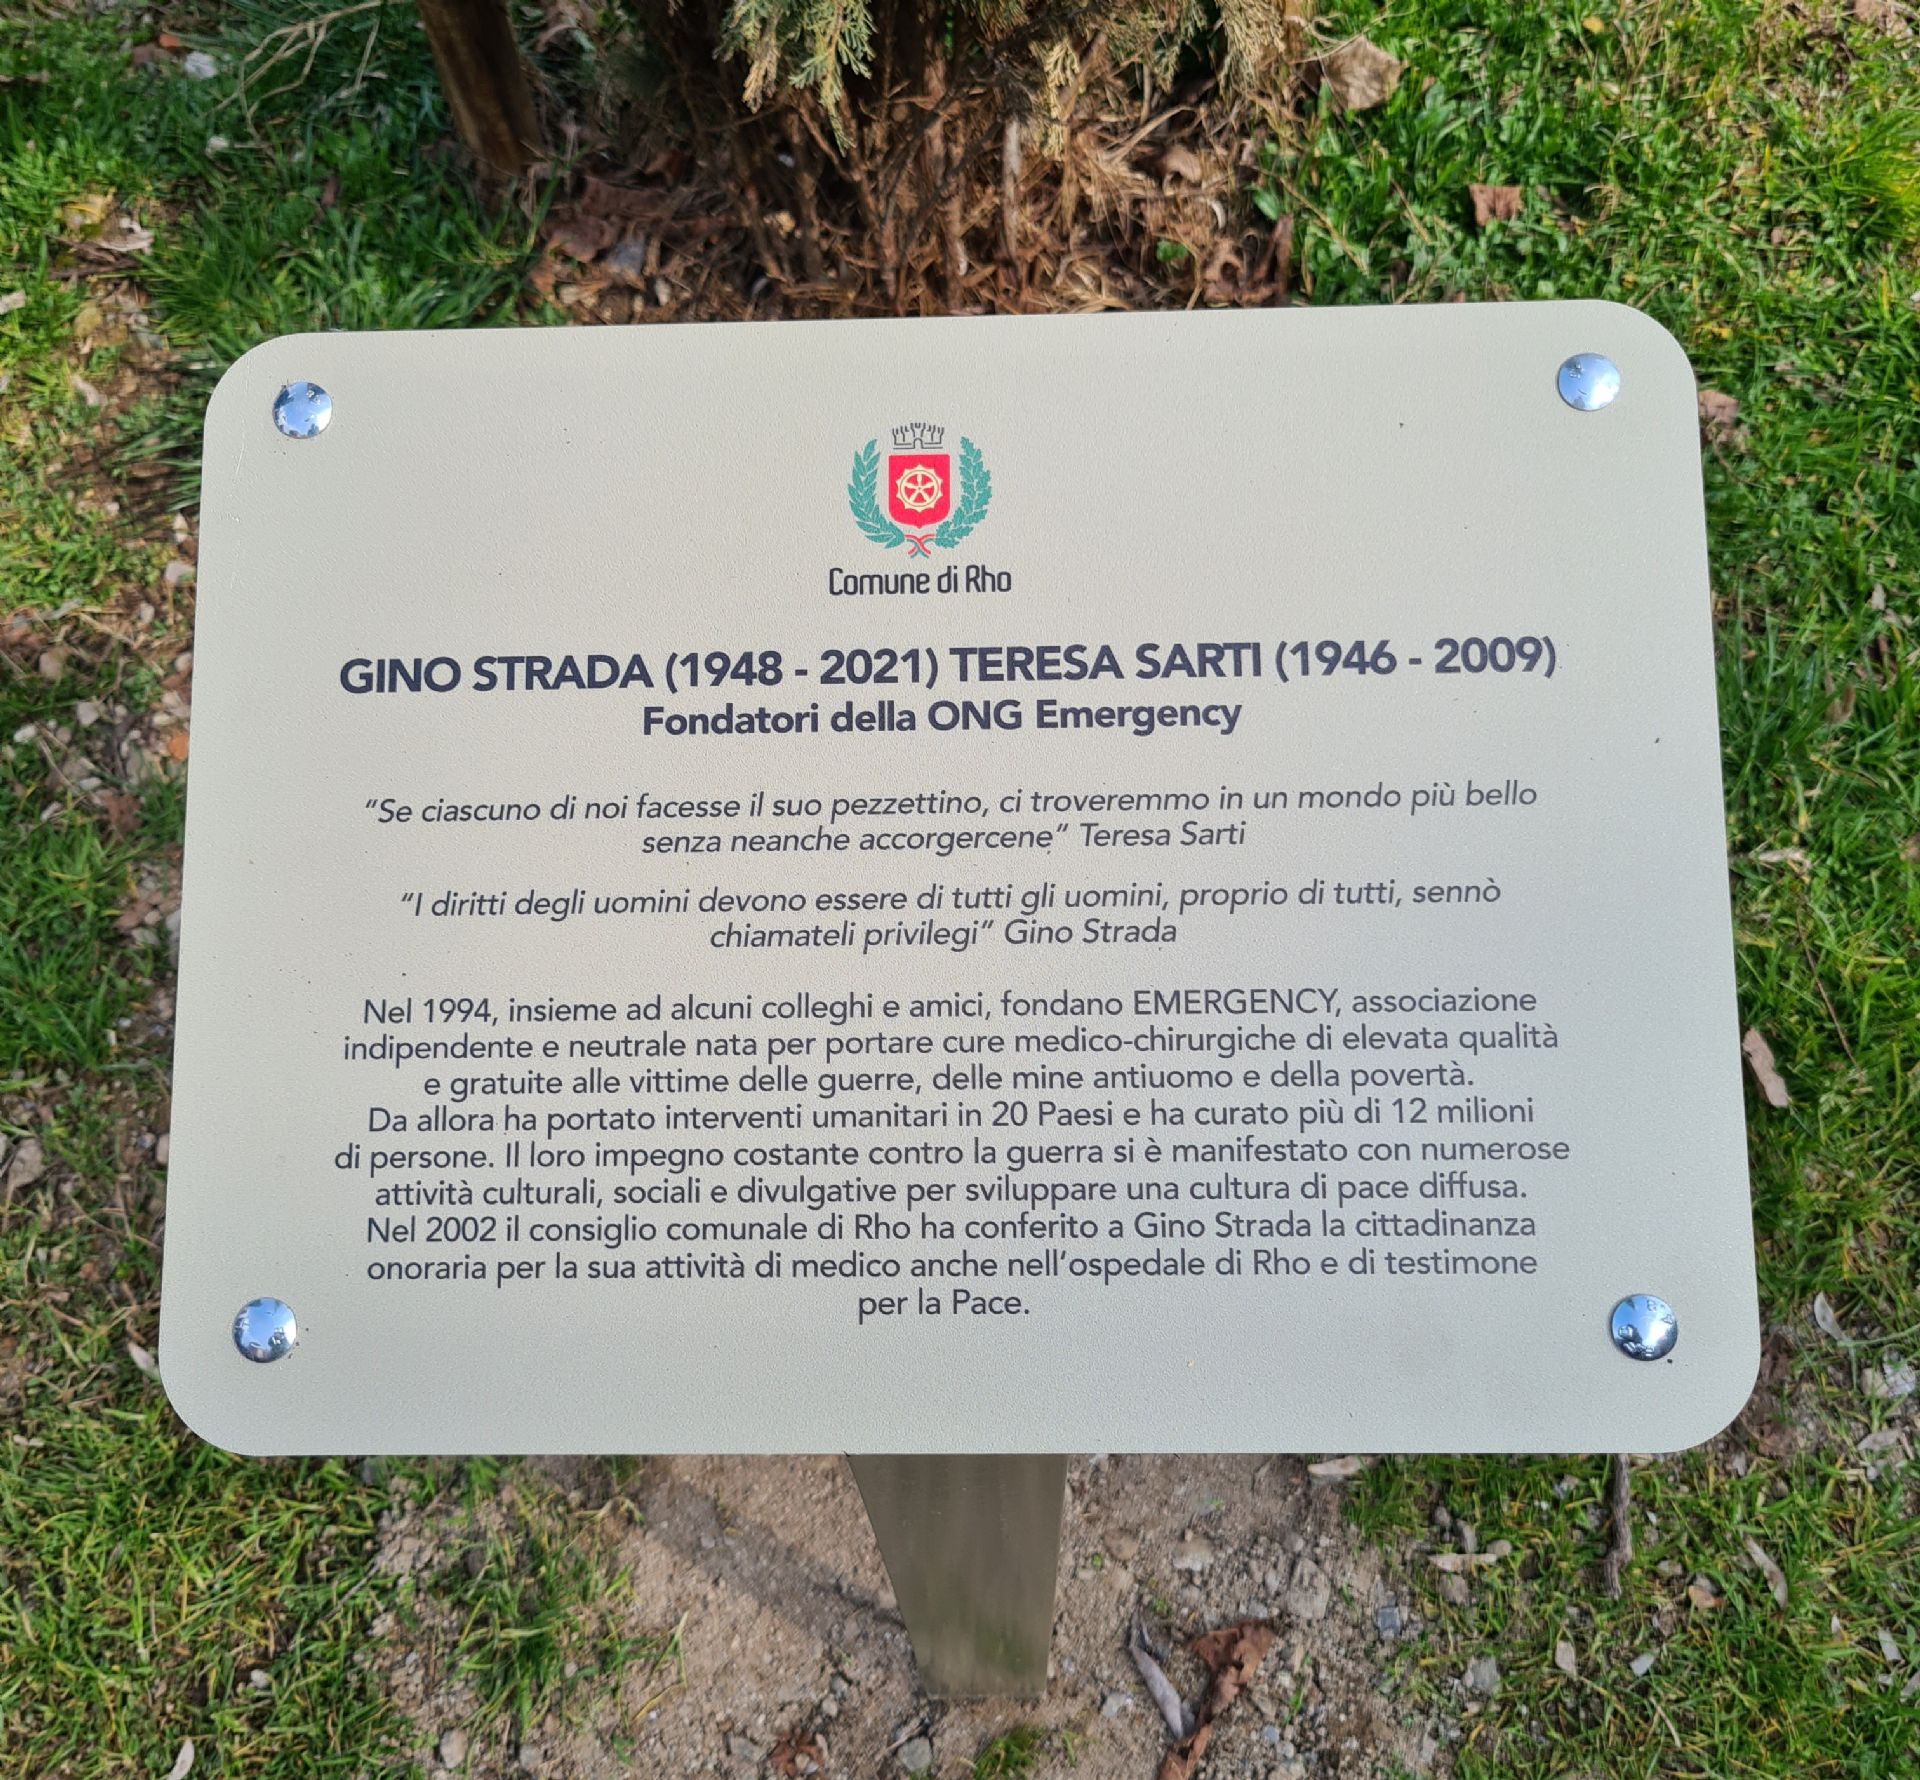 Comune di Rho
GINO STRADA (1948 - 2021) TERESA SARTI (1946 - 2009)
Fondatori della ONG Emergency
“Se ciascuno di noi facesse il suo pezzettino, ci troveremmo in un mondo più bello
senza neanche accorgercene” Teresa Sarti
“I diritti degli uomini devono essere di tutti gli uomini, proprio di tutti, sennò
chiamateli privilegi” Gino Strada
Nel 1994, insieme ad alcuni colleghi e amici, fondano EMERGENCY, associazione
indipendente e neutrale nata per portare cure medico-chirurgiche di elevata qualità
e gratuite alle vittime delle guerre, delle mine antiuomo e della povertà.
Da allora ha portato interventi umanitari in 20 Paesi e ha curato più di 12 milioni
di persone. Il loro impegno costante contro la guerra si è manifestato con numerose
attività culturali, sociali e divulgative per sviluppare una cultura di pace diffusa.
Nel 2002 il consiglio comunale di Rho ha conferito a Gino Strada la cittadinanza
onoraria per la sua attività di medico anche nell‘ospedale di Rho e di testimone
per la Pace.